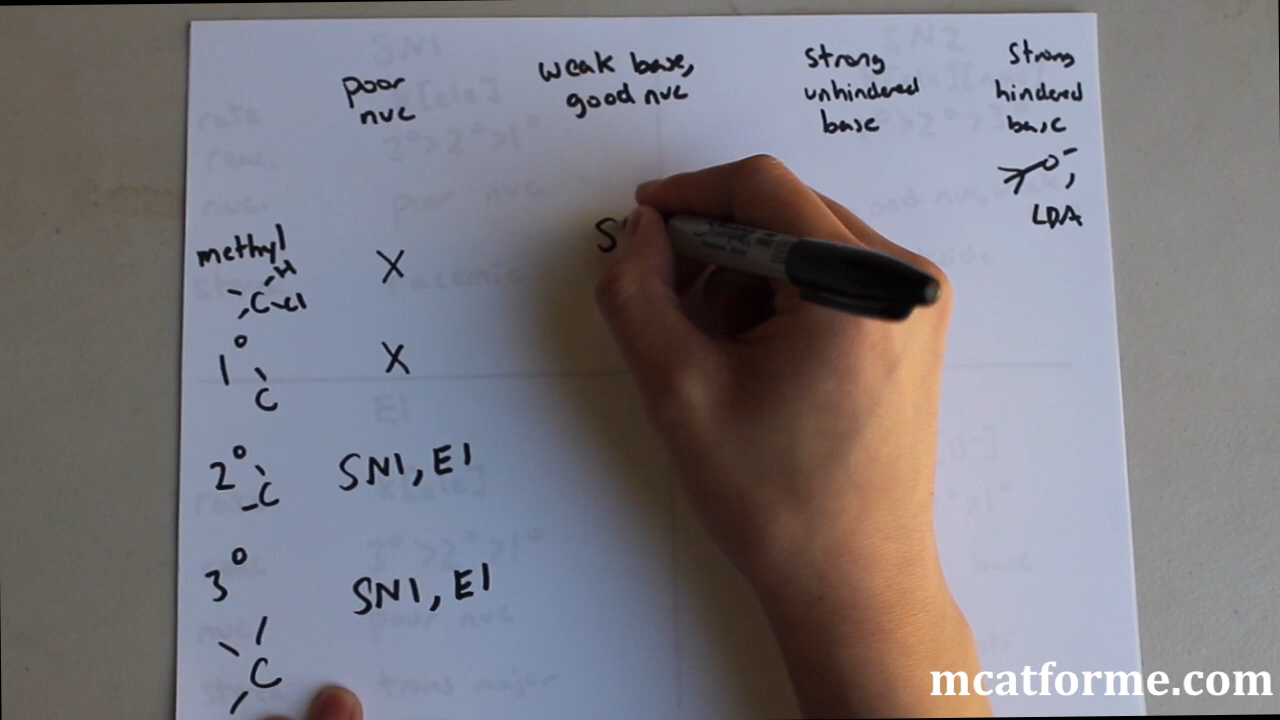 poor
nuc
weak base,
good nuc
strong
unhindered
base
strong
hindered
base
O⁻,
LDA
methyl
H
C-Cl
X
S
1°
C
X
2°
C
SN1, E1
3°
C
SN1, E1
mcatforme.com